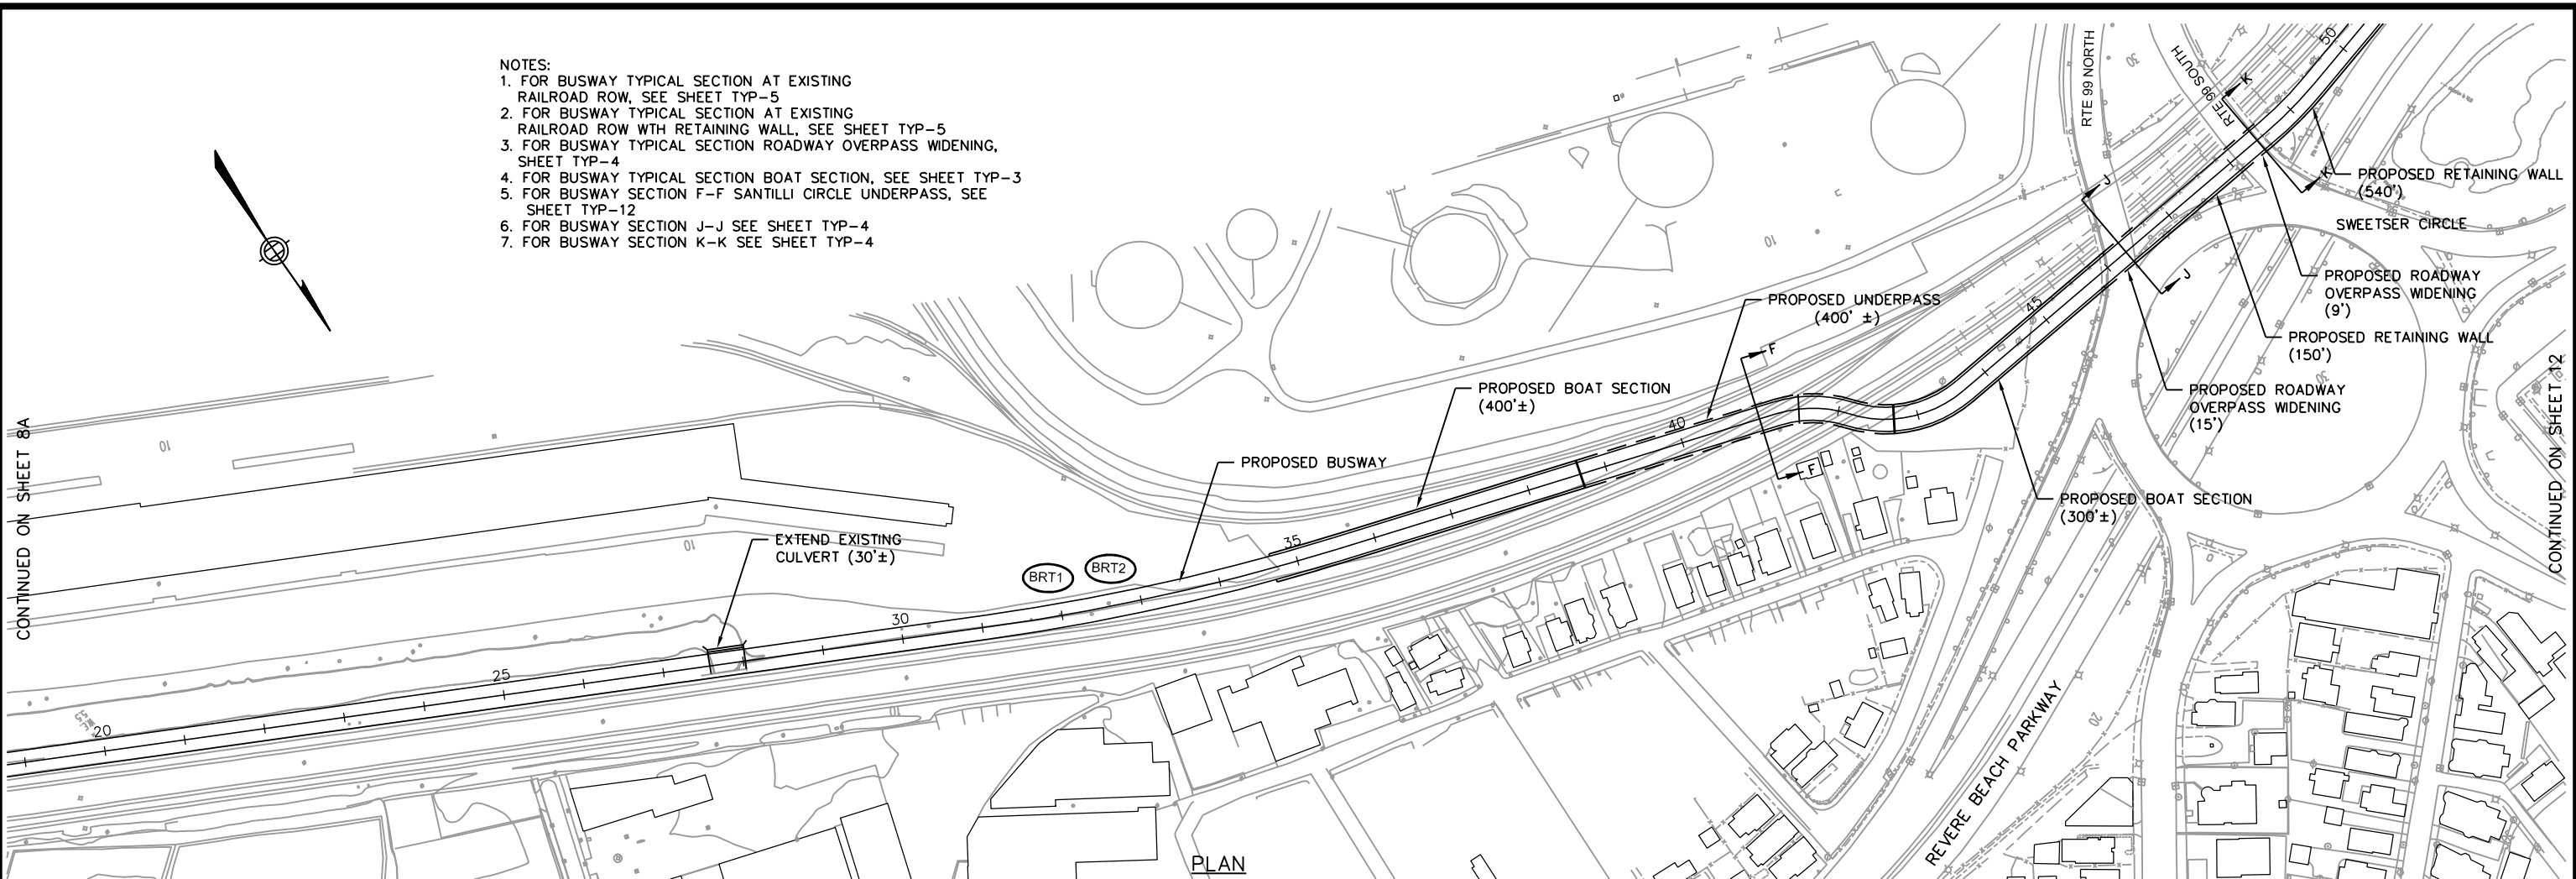 NOTES:
1. FOR BUSWAY TYPICAL SECTION AT EXISTING
RAILROAD ROW, SEE SHEET TYP-5
2. FOR BUSWAY TYPICAL SECTION AT EXISTING
RAILROAD ROW WTH RETAINING WALL, SEE SHEET TYP-5
3. FOR BUSWAY TYPICAL SECTION ROADWAY OVERPASS WIDENING,
SHEET TYP-4
4. FOR BUSWAY TYPICAL SECTION BOAT SECTION, SEE SHEET TYP-3
5. FOR BUSWAY SECTION F-F SANTILLI CIRCLE UNDERPASS, SEE
SHEET TYP-12
6. FOR BUSWAY SECTION J-J SEE SHEET TYP-4
7. FOR BUSWAY SECTION K-K SEE SHEET TYP-4
RTE 99 NORTH
30
RTE 99 SOUTH
K
50
K
PROPOSED RETAINING WALL
(540')
SWEETSER CIRCLE
J
J
10
PROPOSED ROADWAY
OVERPASS WIDENING
(9')
PROPOSED RETAINING WALL
(150')
30
PROPOSED ROADWAY
OVERPASS WIDENING
(15')
45
PROPOSED UNDERPASS
(400' ±)
F
F
40
PROPOSED BOAT SECTION
(400'±)
PROPOSED BUSWAY
PROPOSED BOAT SECTION
(300'±)
CONTINUED ON SHEET 8A
CONTINUED ON SHEET 12
10
10
EXTEND EXISTING
CULVERT (30'±)
BRT1
BRT2
35
30
25
20
10
20
REVERE BEACH PARKWAY
PLAN